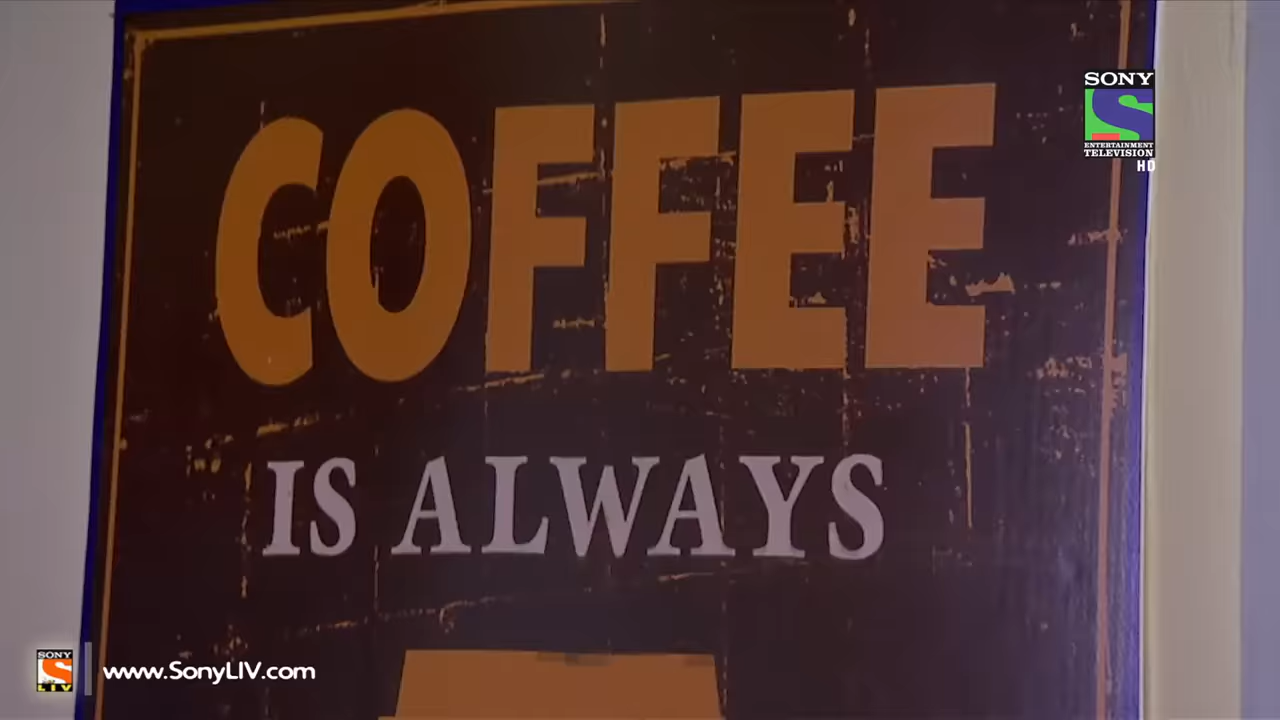 COFFEE
IS ALWAYS
SONY
ENTERTAINMENT
TELEVISION
HD
SONY
LIV
www.SonyLIV.com